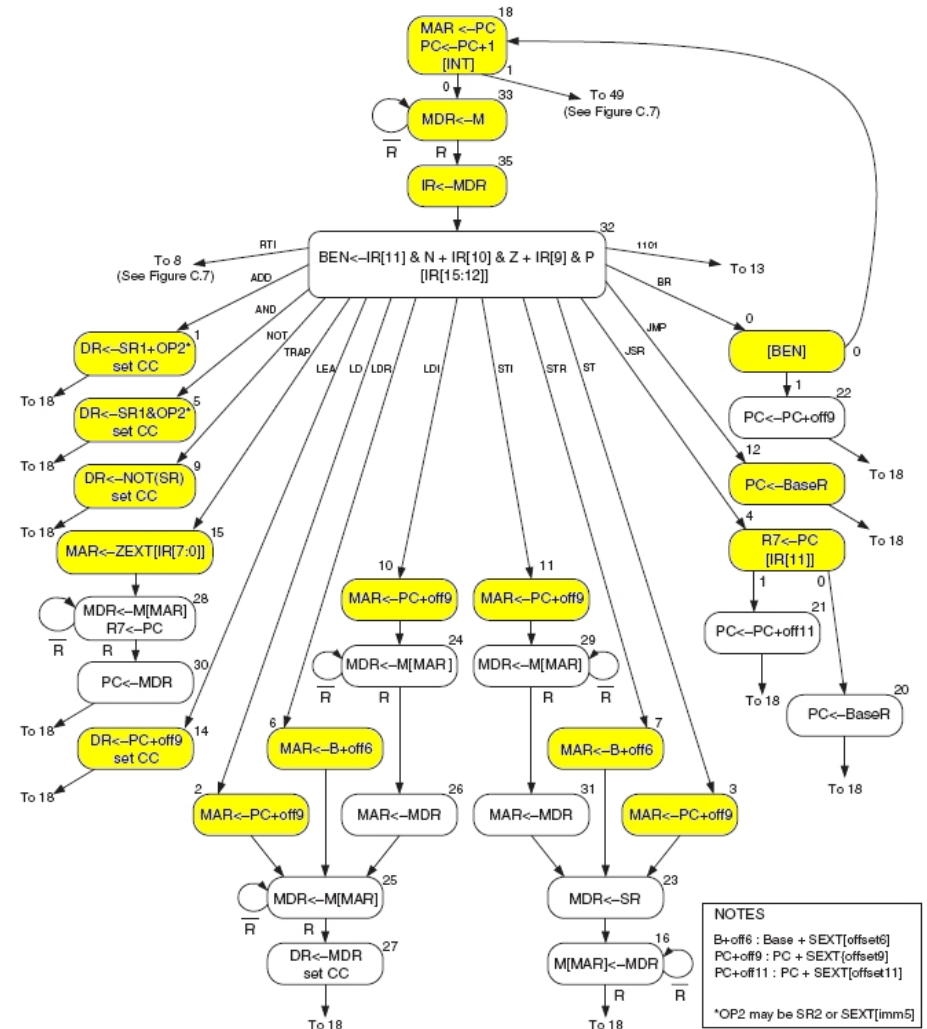 18
MAR <–PC
PC<–PC+1
[INT]
0
1
To 49
(See Figure C.7)
33
MDR<–M
R
R
35
IR<–MDR
32
BEN<–IR[11] & N + IR[10] & Z + IR[9] & P
[IR[15:12]]
RTI
To 8
(See Figure C.7)
1101
To 13
ADD
AND
NOT
TRAP
LEA
LD
LDR
LDI
STI
STR
ST
JSR
JMP
BR
1
DR<–SR1+OP2*
set CC
To 18
5
DR<–SR1&OP2*
set CC
To 18
9
DR<–NOT(SR)
set CC
To 18
15
MAR<–ZEXT[IR[7:0]]
28
MDR<–M[MAR]
R7<–PC
R
R
30
PC<–MDR
To 18
14
DR<–PC+off9
set CC
To 18
0
[BEN]
0
1
22
PC<–PC+off9
To 18
12
PC<–BaseR
To 18
4
R7<–PC
[IR[11]]
1
0
21
PC<–PC+off11
To 18
20
PC<–BaseR
To 18
10
MAR<–PC+off9
11
MAR<–PC+off9
24
MDR<–M[MAR]
R
R
29
MDR<–M[MAR]
R
R
6
MAR<–B+off6
7
MAR<–B+off6
2
MAR<–PC+off9
26
MAR<–MDR
31
MAR<–MDR
3
MAR<–PC+off9
25
MDR<–M[MAR]
R
R
23
MDR<–SR
27
DR<–MDR
set CC
To 18
16
M[MAR]<–MDR
R
R
To 18
NOTES
B+off6 : Base + SEXT[offset6]
PC+off9 : PC + SEXT{offset9]
PC+off11 : PC + SEXT[offset11]
*OP2 may be SR2 or SEXT[imm5]